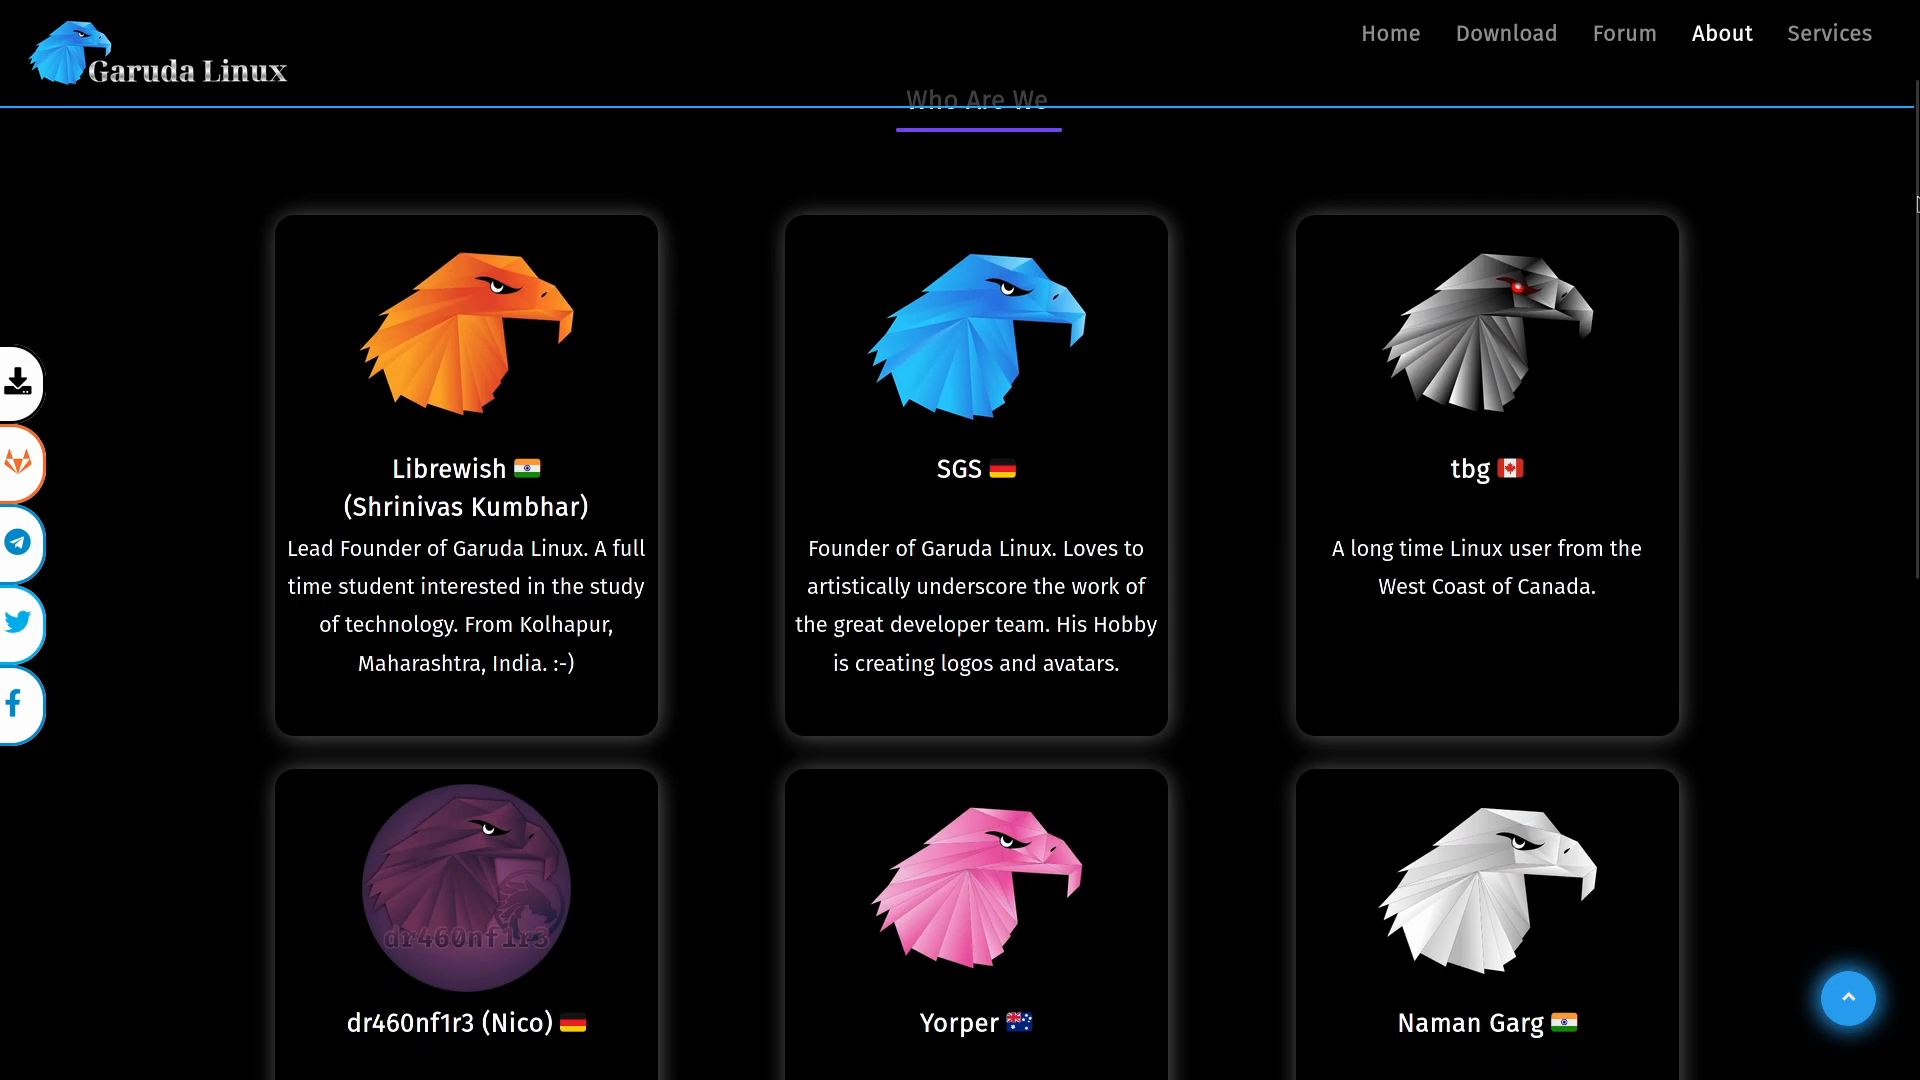 Garuda Linux
Home Download Forum About Services
Who Are We
Librewish
(Shrinivas Kumbhar)
Lead Founder of Garuda Linux. A full
time student interested in the study
of technology. From Kolhapur,
Maharashtra, India. :-)
SGS
Founder of Garuda Linux. Loves to
artistically underscore the work of
the great developer team. His Hobby
is creating logos and avatars.
tbg
A long time Linux user from the
West Coast of Canada.
dr460nf1r3
dr460nf1r3 (Nico)
Yorper
Naman Garg